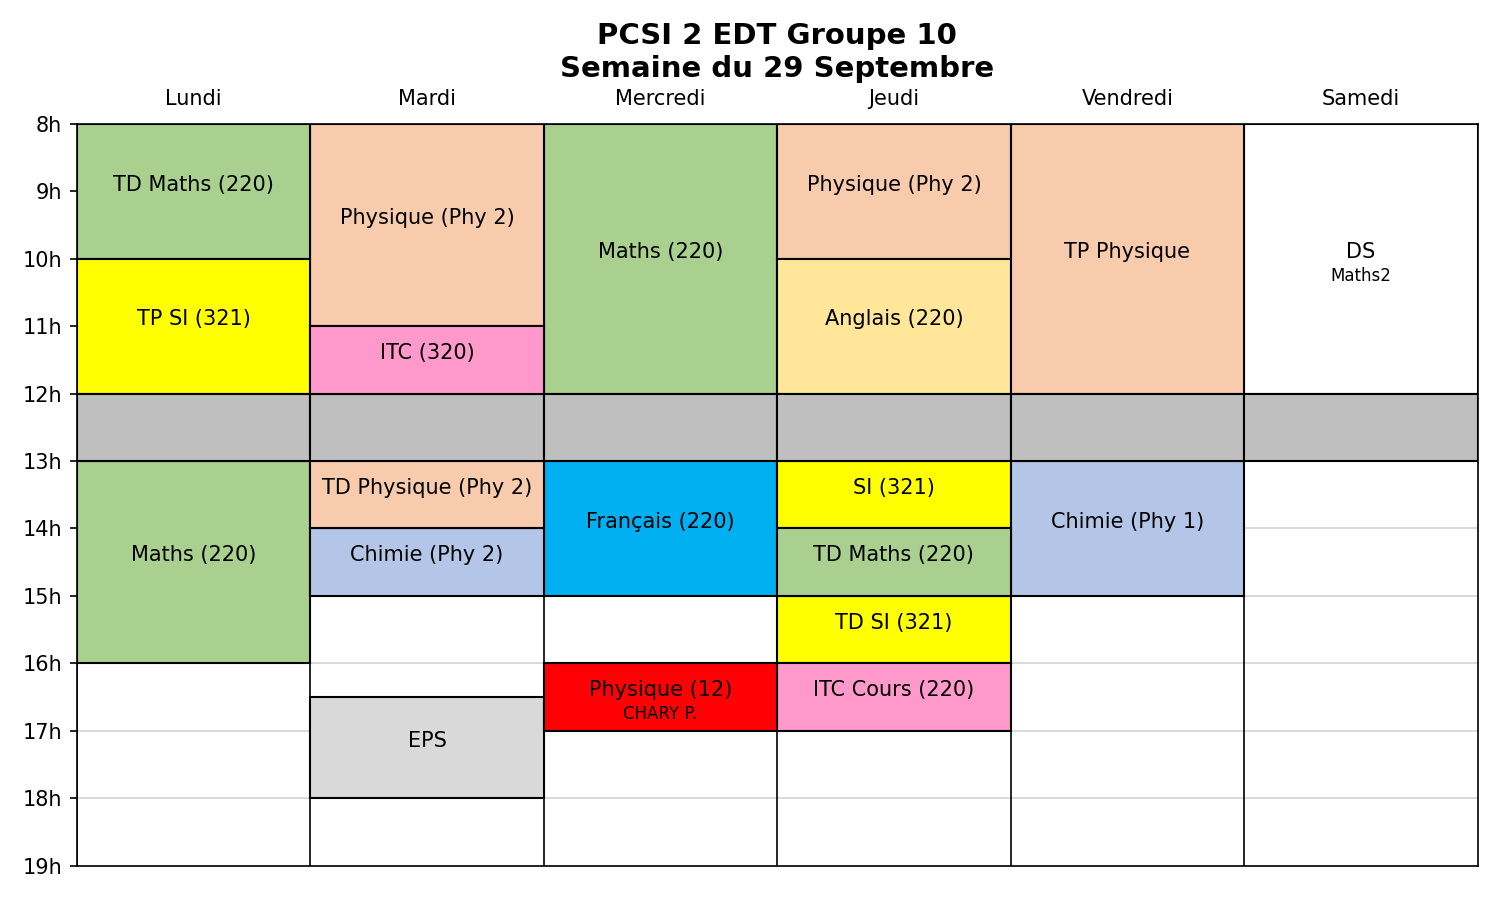 PCSI 2 EDT Groupe 10
Semaine du 29 Septembre
Lundi Mardi Mercredi Jeudi Vendredi Samedi
8h
9h
10h
11h
12h
13h
14h
15h
16h
17h
18h
19h
TD Maths (220)
TP SI (321)
Maths (220)
Physique (Phy 2)
ITC (320)
TD Physique (Phy 2)
Chimie (Phy 2)
EPS
Maths (220)
Français (220)
Physique (12)
CHARY P.
Physique (Phy 2)
Anglais (220)
SI (321)
TD Maths (220)
TD SI (321)
ITC Cours (220)
TP Physique
Chimie (Phy 1)
DS
Maths2